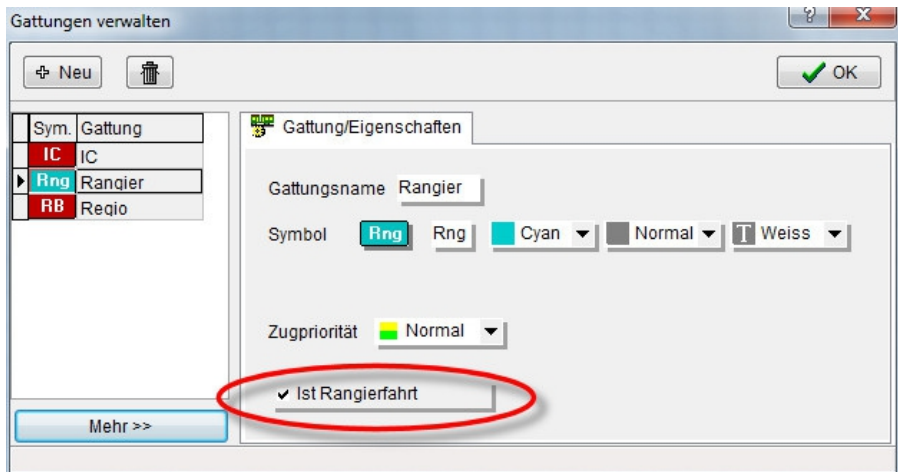 Gattungen verwalten
Neu
OK
Sym. Gattung
IC IC
Rng Rangier
RB Regio
Mehr >>
Gattung/Eigenschaften
Gattungsname Rangier
Symbol Rng Rng Cyan Normal T Weiss
Zugpriorität Normal
Ist Rangierfahrt